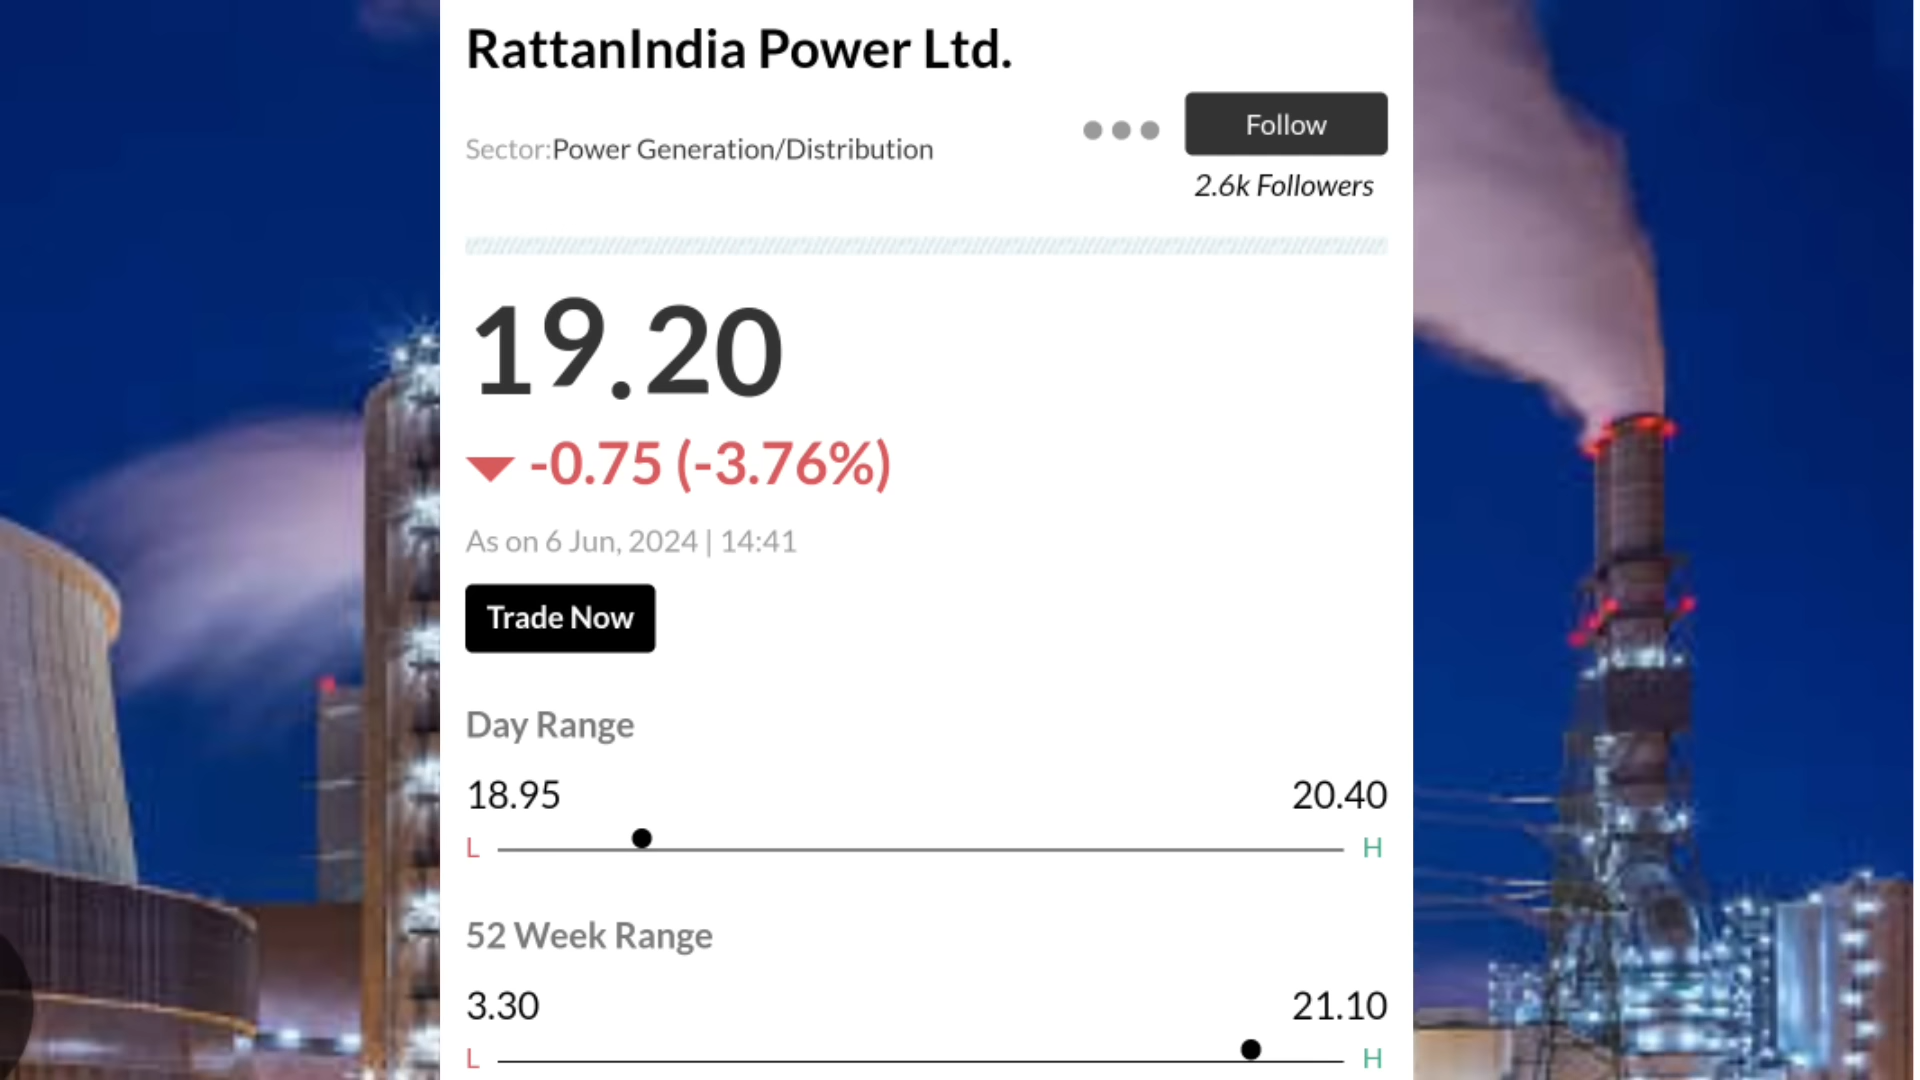 RattanIndia Power Ltd.
Sector:Power Generation/Distribution
Follow
2.6k Followers
19.20
-0.75 (-3.76%)
As on 6 Jun, 2024 | 14:41
Trade Now
Day Range
18.95 20.40
L H
52 Week Range
3.30 21.10
L H